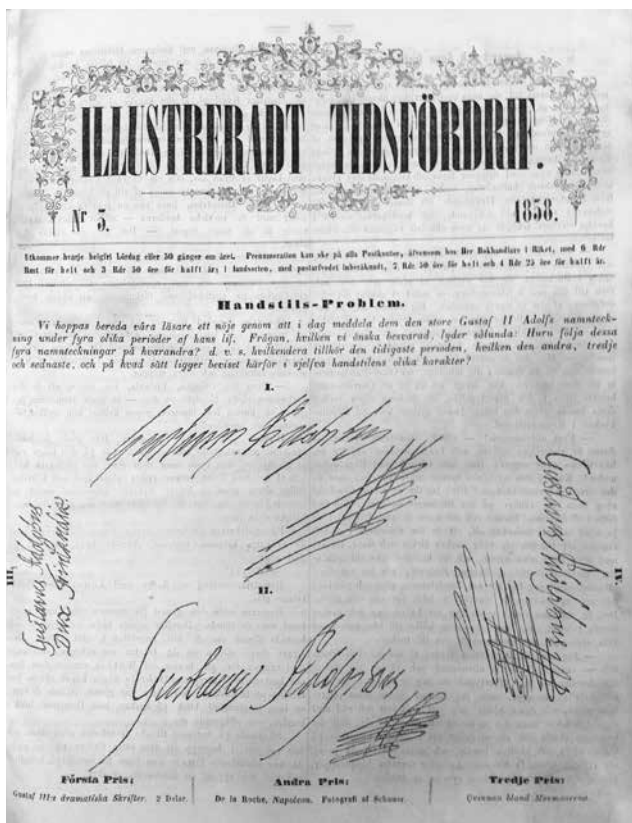 ILLUSTRERADT TIDSFÖRDRIF.
Nr 3. 1858.
Utkommer hvarje helgfri Lördag eller 50 gånger om året. Prenumeration kan ske på alla Postkontor, äfvensom hos Hrr Bokhandlare i Riket, med 6 Rdr
Rmt för helt och 3 Rdr 50 öre för halft år; i landsorten, med postarfvodet inberäknadt, 7 Rdr 50 öre för helt och 4 Rdr 25 öre för halft år.
Handstils-Problem.
Vi hoppas bereda våra läsare ett nöje genom att i dag meddela dem den store Gustaf II Adolfs namnteck-
sing under fyra olika perioder af hans lif. Frågan, hvilken vi önska besvarad, lyder sålunda: Huru följa dessa
fyra namnteckningar på hvarandra? d. v. s. hvilkendera tillhör den tidigaste perioden, hvilken den andra, tredje
och sednaste, och på hvad sätt ligger beviset härför i sjelfva handstilens olika karakter?
I.
Gustavus Adolphus
III.
Gustavus Adolphus
Dux Finlandiæ
IV.
Gustavus Adolphus
II.
Gustavus Adolphus
Första Pris:
Gustaf III:s dramatiska Skrifter. 2 Delar.
Andra Pris:
De la Roche, Napoleon. Fotografi af
Tredje Pris:
Qvinnan bland Mormonerna.